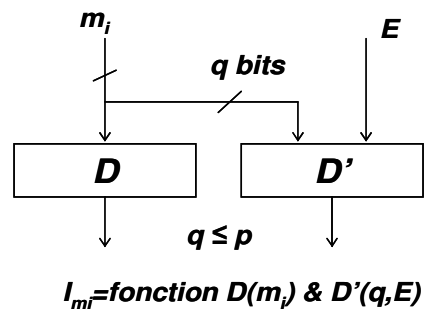 mi E
q bits
D D’
q ≤ p
Imi=fonction D(mi) & D’(q,E)